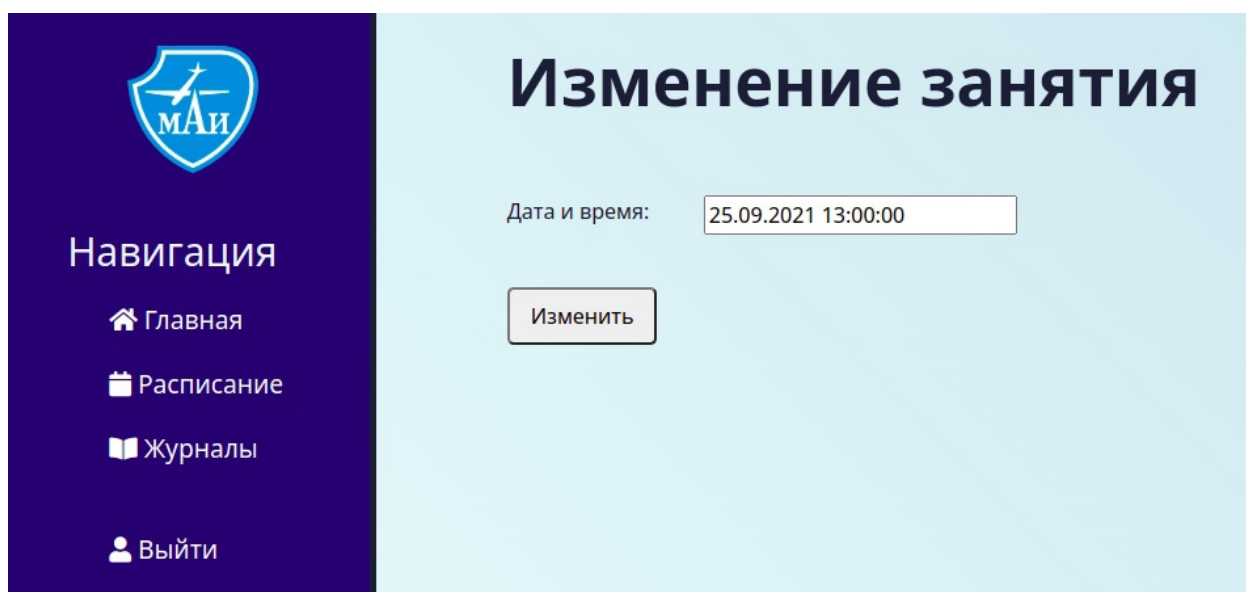 МАИ
Навигация
Главная
Расписание
Журналы
Выйти
Изменение занятия
Дата и время: 25.09.2021 13:00:00
Изменить